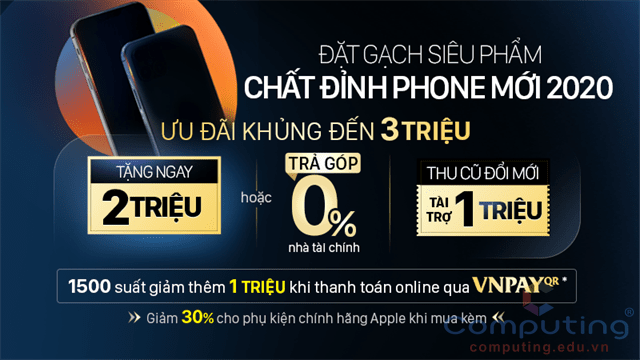 ĐẶT GẠCH SIÊU PHẨM
CHẤT ĐỈNH PHONE MỚI 2020
ƯU ĐÃI KHỦNG ĐẾN 3 TRIỆU
TẶNG NGAY
2 TRIỆU
hoặc
TRẢ GÓP
0%
nhà tài chính
THU CŨ ĐỔI MỚI
TÀI TRỢ 1 TRIỆU
1500 suất giảm thêm 1 TRIỆU khi thanh toán online qua VNPAYQR *
Giảm 30% cho phụ kiện chính hãng Apple khi mua kèm
Computing ®
computing.edu.vn